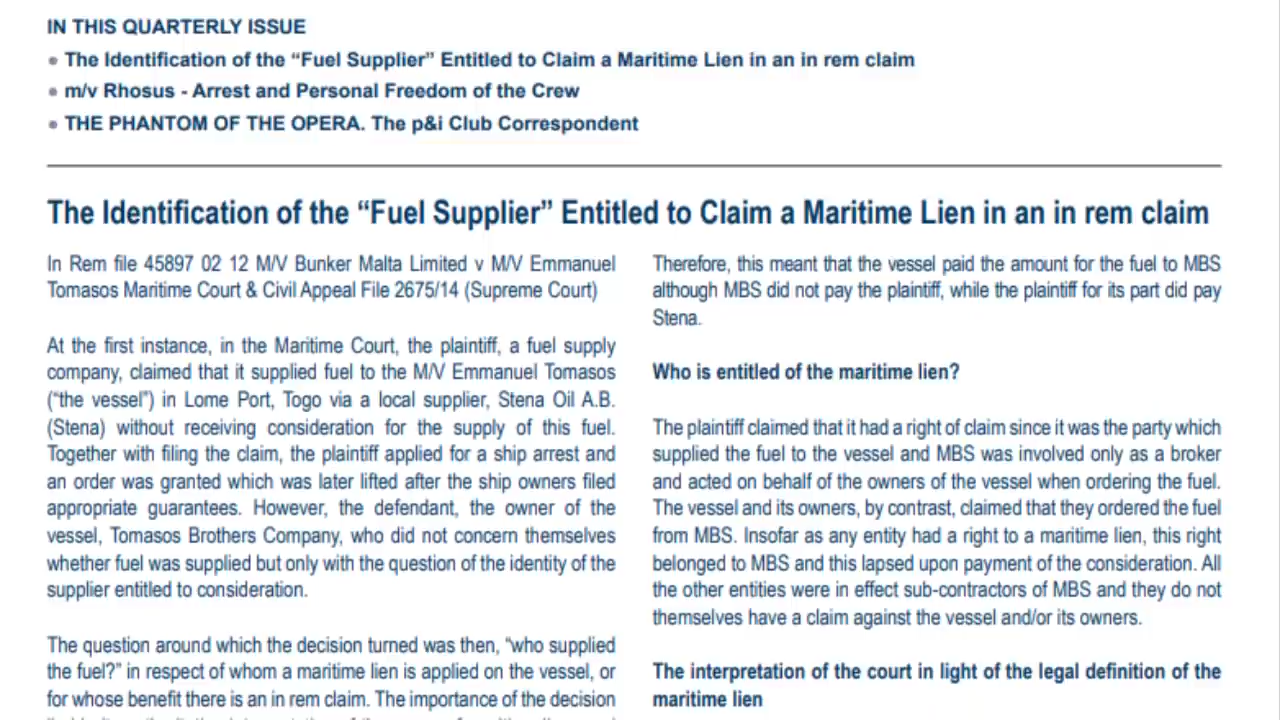 IN THIS QUARTERLY ISSUE
● The Identification of the “Fuel Supplier” Entitled to Claim a Maritime Lien in an in rem claim
● m/v Rhosus - Arrest and Personal Freedom of the Crew
● THE PHANTOM OF THE OPERA. The p&i Club Correspondent
The Identification of the “Fuel Supplier” Entitled to Claim a Maritime Lien in an in rem claim
In Rem file 45897 02 12 M/V Bunker Malta Limited v M/V Emmanuel
Tomasos Maritime Court & Civil Appeal File 2675/14 (Supreme Court)
At the first instance, in the Maritime Court, the plaintiff, a fuel supply
company, claimed that it supplied fuel to the M/V Emmanuel Tomasos
(“the vessel”) in Lome Port, Togo via a local supplier, Stena Oil A.B.
(Stena) without receiving consideration for the supply of this fuel.
Together with filing the claim, the plaintiff applied for a ship arrest and
an order was granted which was later lifted after the ship owners filed
appropriate guarantees. However, the defendant, the owner of the
vessel, Tomasos Brothers Company, who did not concern themselves
whether fuel was supplied but only with the question of the identity of the
supplier entitled to consideration.
The question around which the decision turned was then, “who supplied
the fuel?” in respect of whom a maritime lien is applied on the vessel, or
for whose benefit there is an in rem claim. The importance of the decision
Therefore, this meant that the vessel paid the amount for the fuel to MBS
although MBS did not pay the plaintiff, while the plaintiff for its part did pay
Stena.
Who is entitled of the maritime lien?
The plaintiff claimed that it had a right of claim since it was the party which
supplied the fuel to the vessel and MBS was involved only as a broker
and acted on behalf of the owners of the vessel when ordering the fuel.
The vessel and its owners, by contrast, claimed that they ordered the fuel
from MBS. Insofar as any entity had a right to a maritime lien, this right
belonged to MBS and this lapsed upon payment of the consideration. All
the other entities were in effect sub-contractors of MBS and they do not
themselves have a claim against the vessel and/or its owners.
The interpretation of the court in light of the legal definition of the
maritime lien